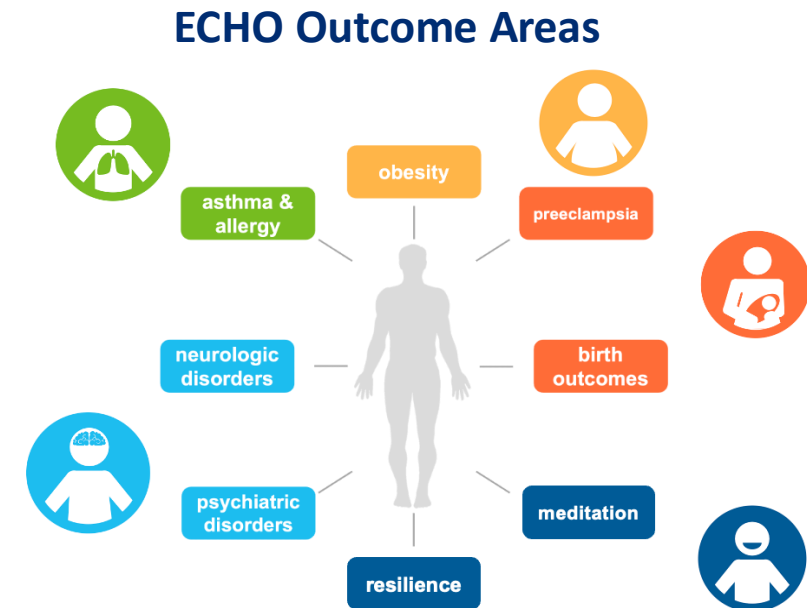 ECHO Outcome Areas
obesity
asthma &
allergy
preeclampsia
neurologic
disorders
birth
outcomes
psychiatric
disorders
meditation
resilience